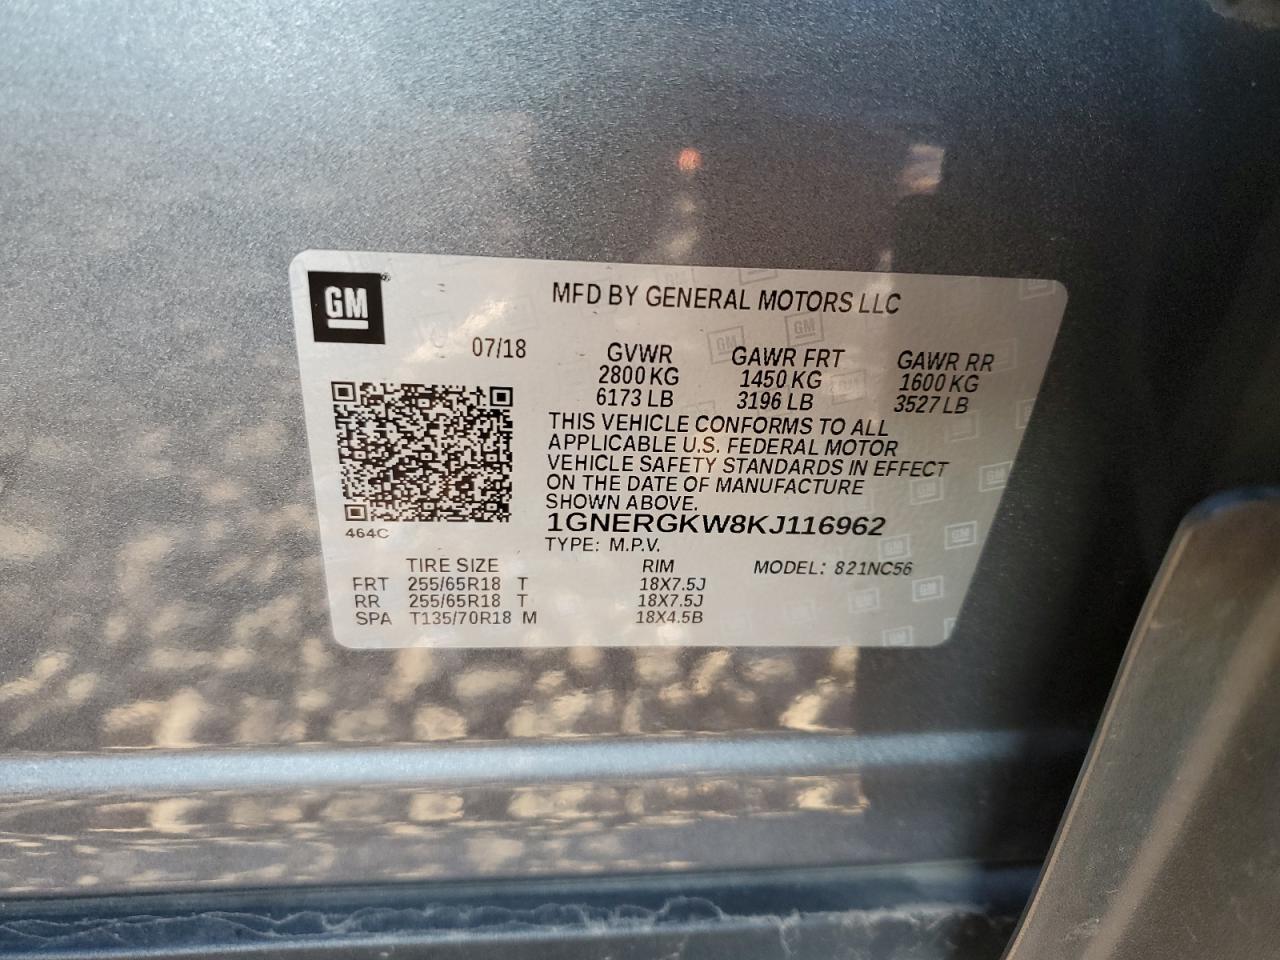 GM
MFD BY GENERAL MOTORS LLC
07/18
GVWR GAWR FRT GAWR RR
2800 KG 1450 KG 1600 KG
6173 LB 3196 LB 3527 LB
THIS VEHICLE CONFORMS TO ALL
APPLICABLE U.S. FEDERAL MOTOR
VEHICLE SAFETY STANDARDS IN EFFECT
ON THE DATE OF MANUFACTURE
SHOWN ABOVE.
464C
1GNERGKW8KJ116962
TYPE: M.P.V.
TIRE SIZE RIM MODEL: 821NC56
FRT 255/65R18 T 18X7.5J
RR 255/65R18 T 18X7.5J
SPA T135/70R18 M 18X4.5B